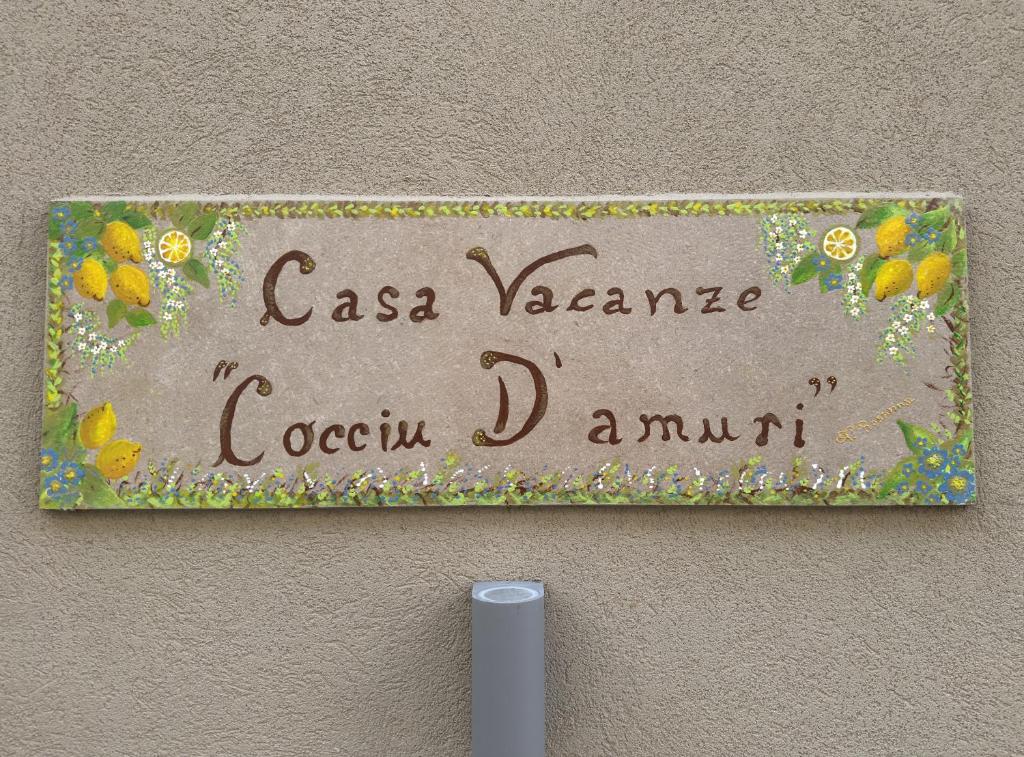 Casa Vacanze
"Cocciu D' amuri"